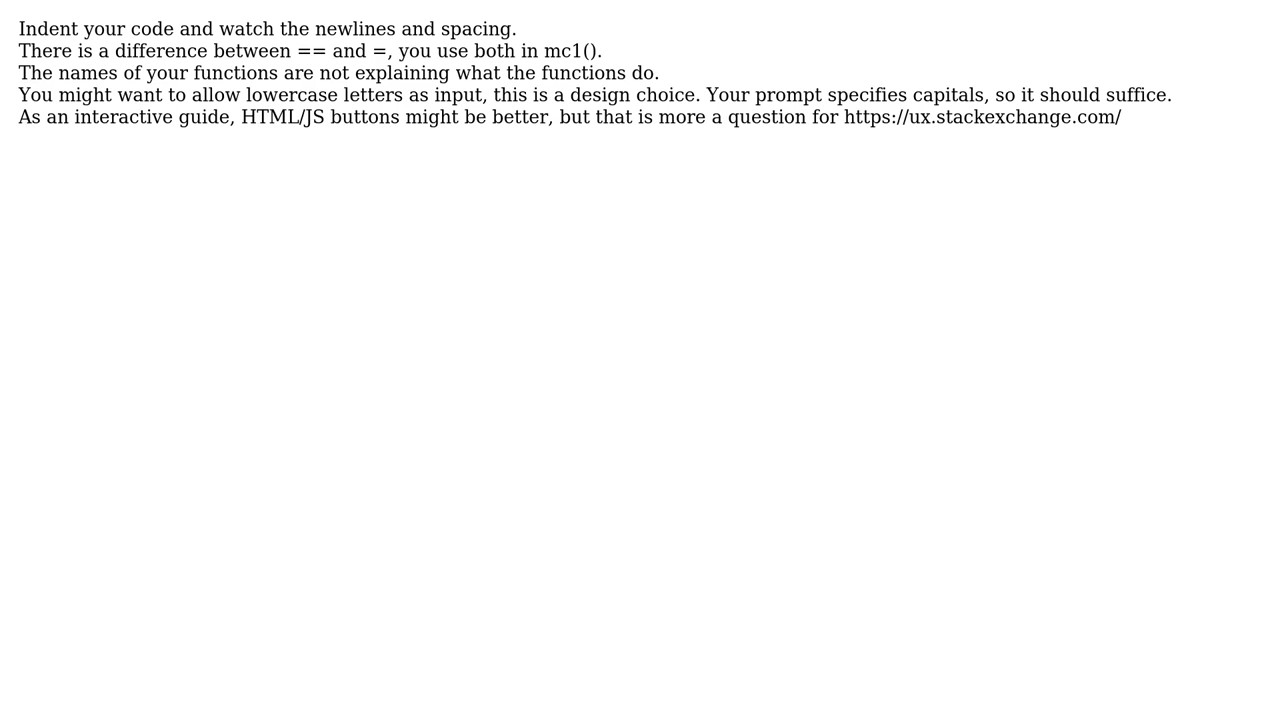 Indent your code and watch the newlines and spacing.
There is a difference between == and =, you use both in mc1().
The names of your functions are not explaining what the functions do.
You might want to allow lowercase letters as input, this is a design choice. Your prompt specifies capitals, so it should suffice.
As an interactive guide, HTML/JS buttons might be better, but that is more a question for https://ux.stackexchange.com/